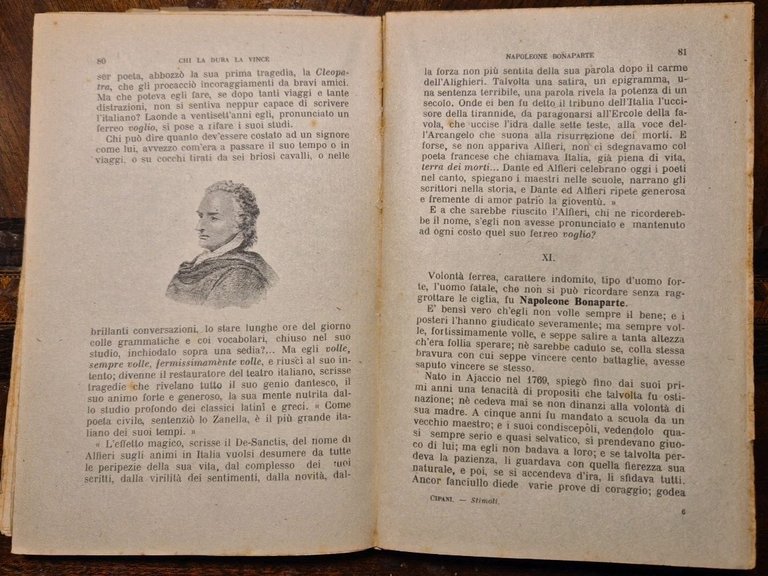 80 CHI LA DURA LA VINCE
ser poeta, abbozzò la sua prima tragedia, la Cleopa-
tra, che gli procacciò incoraggiamenti da bravi amici.
Ma che poteva egli fare, se dopo tanti viaggi e tante
distrazioni, non si sentiva neppur capace di scrivere
l'italiano? Laonde a ventisett'anni egli, pronunciato un
ferreo voglio, si pose a rifare i suoi studi.
Chi può dire quanto dev'essere costato ad un signore
come lui, avvezzo com'era a passare il suo tempo o in
viaggi, o su cocchi tirati da sei briosi cavalli, o nelle
brillanti conversazioni, lo stare lunghe ore del giorno
colle grammatiche e coi vocabolari, chiuso nel suo
studio, inchiodato sopra una sedia?... Ma egli volle,
sempre volle, fermissimamente volle, e riuscì al suo in-
tento; divenne il restauratore del teatro italiano, scrisse
tragedie che rivelano tutto il suo genio dantesco, il
suo animo forte e generoso, la sua mente nutrita dal-
lo studio profondo dei classici latini e greci. « Come
poeta civile, sentenziò lo Zanella, è il più grande ita-
liano dei suoi tempi. »
« L'effetto magico, scrisse il De-Sanctis, del nome di
Alfieri sugli animi in Italia vuolsi desumere da tutte
le peripezie della sua vita, dal complesso dei suoi
scritti, dalla virilità dei sentimenti, dalla novità, dal-
NAPOLEONE BONAPARTE 81
la forza non più sentita della sua parola dopo il carme
dell'Alighieri. Talvolta una satira, un epigramma, u-
na sentenza terribile, una parola rivela la potenza di un
secolo. Onde ei ben fu detto il tribuno dell'Italia l'ucci-
sore della tirannide, da paragonarsi all'Ercole della fa-
vola, che uccise l'idra dalle sette teste, alla voce del-
l'Arcangelo che suona alla risurrezione dei morti. E
forse, se non appariva Alfieri, non ci sdegnavamo col
poeta francese che chiamava Italia, già piena di vita,
terra dei morti... Dante ed Alfieri celebrano oggi i poeti
nel canto, spiegano i maestri nelle scuole, narrano gli
scrittori nella storia, e Dante ed Alfieri ripete generosa
e fremente di amor patrio la gioventù. »
E a che sarebbe riuscito l'Alfieri, chi ne ricordereb-
be il nome, s'egli non avesse pronunciato e mantenuto
ad ogni costo quel suo ferreo voglio?
XI.
Volontà ferrea, carattere indomito, tipo d'uomo for-
te, l'uomo fatale, che non si può ricordare senza rag-
grottare le ciglia, fu Napoleone Bonaparte.
E' bensì vero ch'egli non volle sempre il bene; e i
posteri l'hanno giudicato severamente; ma sempre vol-
le, fortissimamente volle, e seppe salire a tanta altezza
ch'era follia sperare; nè sarebbe caduto se, colla stessa
bravura con cui seppe vincere cento battaglie, avesse
saputo vincere se stesso.
Nato in Ajaccio nel 1769, spiegò fino dai suoi pri-
mi anni una tenacità di propositi che talvolta fu osti-
nazione; nè cedeva mai se non dinanzi alla volontà di
sua madre. A cinque anni fu mandato a scuola da un
vecchio maestro; e i suoi condiscepoli, vedendolo qua-
si sempre serio e quasi selvatico, si prendevano giuo-
co di lui; ma egli non badava a loro; e se talvolta per-
deva la pazienza, li guardava con quella fierezza sua
naturale, e poi, se si accendeva d'ira, li sfidava tutti.
Ancor fanciullo diede varie prove di coraggio; godea
CIPANI. — Stimoli. 6